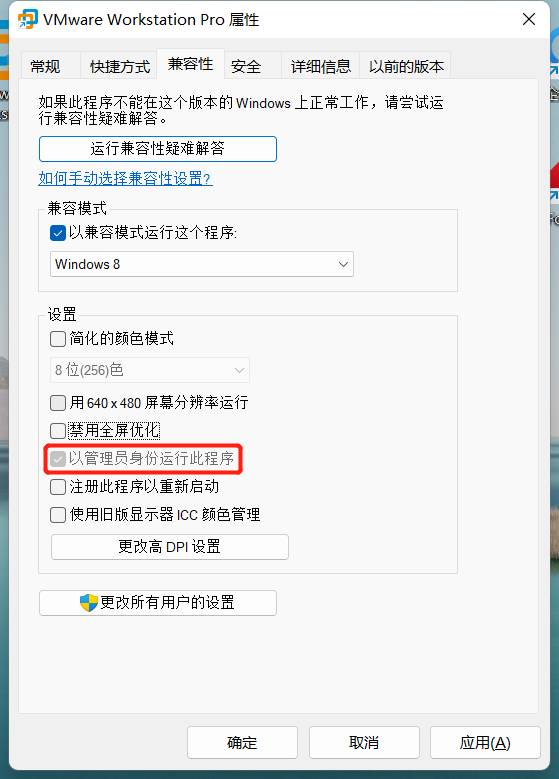 VMware Workstation Pro 属性
常规 快捷方式 兼容性 安全 详细信息 以前的版本
如果此程序不能在这个版本的 Windows 上正常工作，请尝试运
行兼容性疑难解答。
运行兼容性疑难解答
如何手动选择兼容性设置?
兼容模式
以兼容模式运行这个程序:
Windows 8
设置
简化的颜色模式
8 位(256)色
用 640 x 480 屏幕分辨率运行
禁用全屏优化
以管理员身份运行此程序
注册此程序以重新启动
使用旧版显示器 ICC 颜色管理
更改高 DPI 设置
更改所有用户的设置
确定 取消 应用(A)